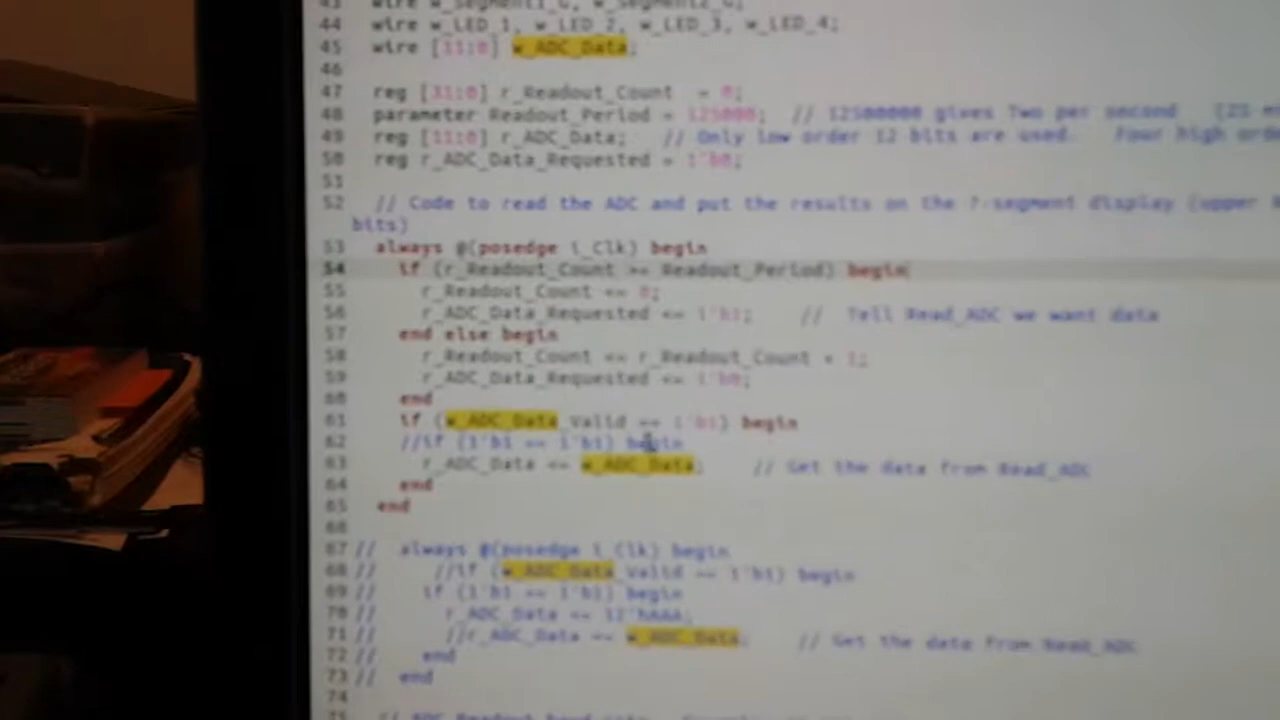 43 wire w_Segment1_G, w_Segment2_G;
44 wire w_LED_1, w_LED_2, w_LED_3, w_LED_4;
45 wire [11:0] w_ADC_Data;
46
47 reg [31:0] r_Readout_Count = 0;
48 parameter Readout_Period = 125000; // 12500000 gives Two per second (25
49 reg [11:0] r_ADC_Data; // Only low order 12 bits are used. Four high
50 reg r_ADC_Data_Requested = 1'b0;
51
52 // Code to read the ADC and put the results on the 7-segment display (upper
bits)
53 always @(posedge i_Clk) begin
54 if (r_Readout_Count >= Readout_Period) begin
55 r_Readout_Count <= 0;
56 r_ADC_Data_Requested <= 1'b1; // Tell Read_ADC we want data
57 end else begin
58 r_Readout_Count <= r_Readout_Count + 1;
59 r_ADC_Data_Requested <= 1'b0;
60 end
61 if (w_ADC_Data_Valid == 1'b1) begin
62 //if (1'b1 == 1'b1) begin
63 r_ADC_Data <= w_ADC_Data; // Get the data from Read_ADC
64 end
65 end
66
67 // always @(posedge i_Clk) begin
68 // //if (w_ADC_Data_Valid == 1'b1) begin
69 // if (1'b1 == 1'b1) begin
70 // r_ADC_Data <= 12'hAAA;
71 // //r_ADC_Data <= w_ADC_Data; // Get the data from Read_ADC
72 // end
73 // end
74
75